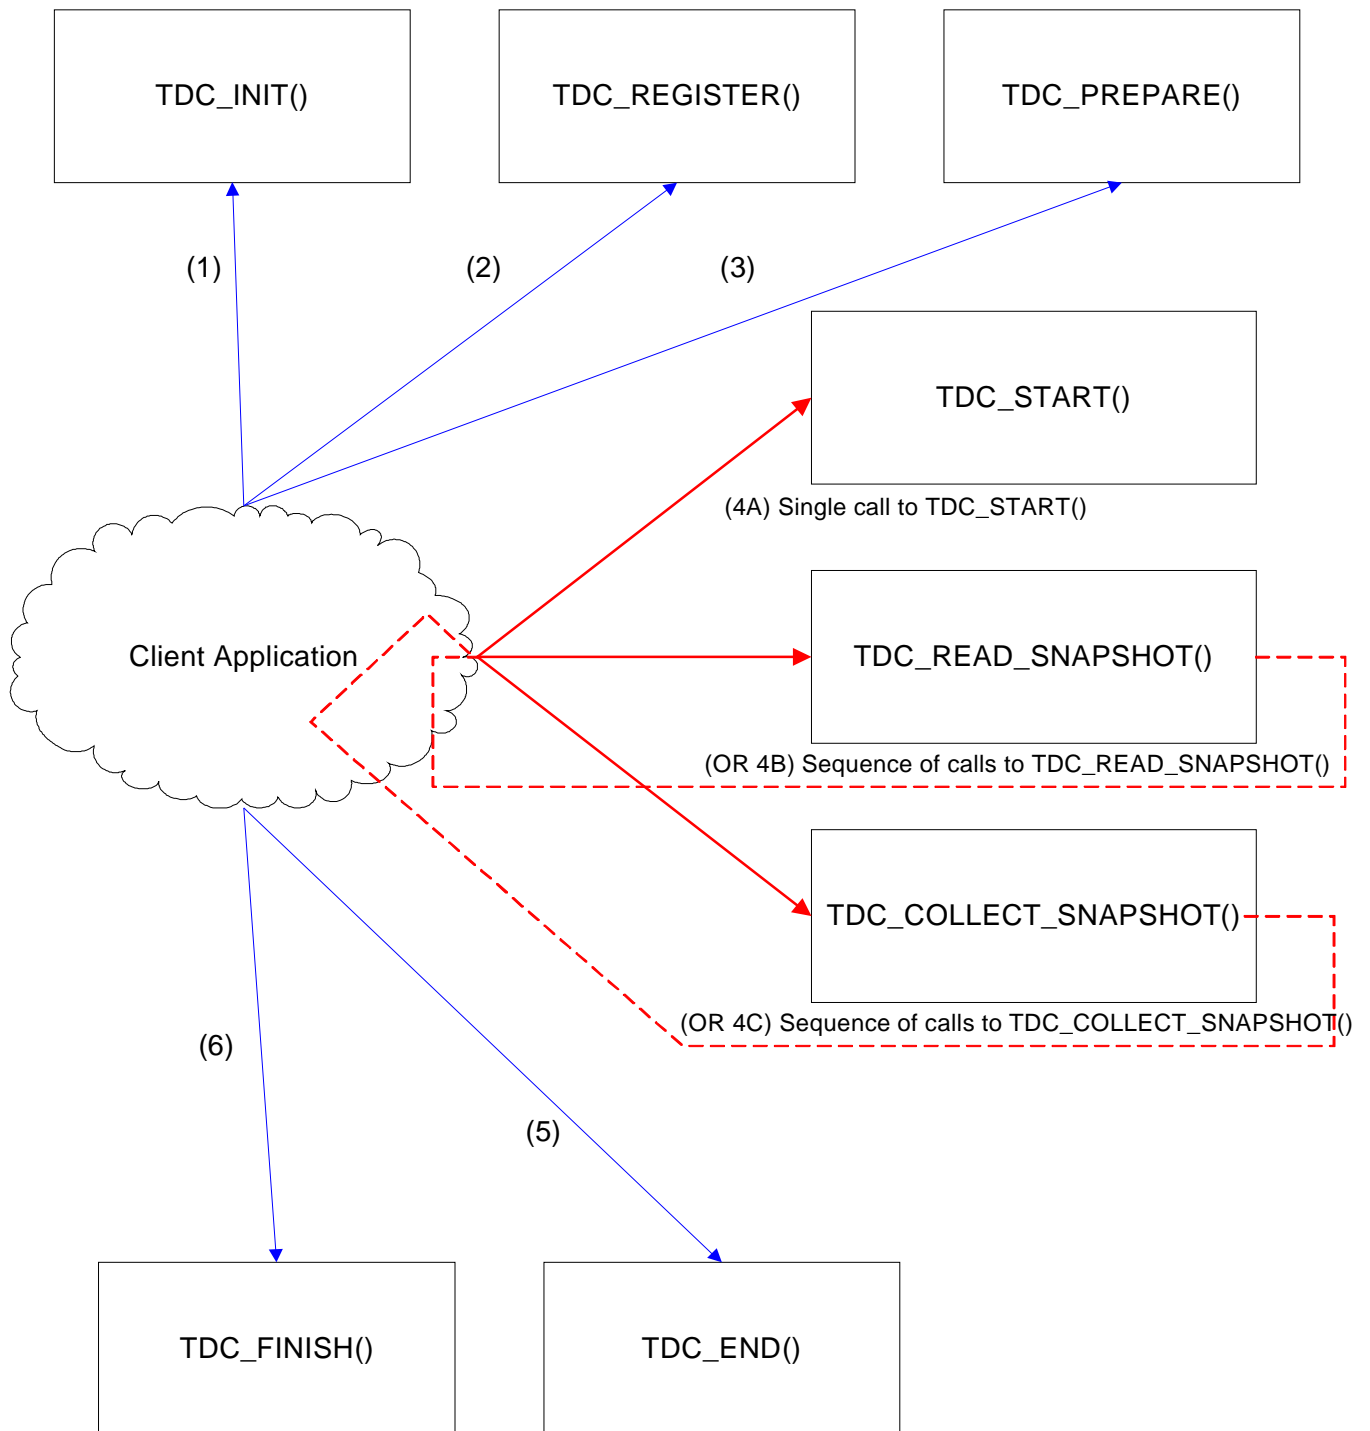 TDC_INIT()
TDC_REGISTER()
TDC_PREPARE()
(1)
(2)
(3)
TDC_START()
(4A) Single call to TDC_START()
Client Application
TDC_READ_SNAPSHOT()
(OR 4B) Sequence of calls to TDC_READ_SNAPSHOT()
TDC_COLLECT_SNAPSHOT()
(OR 4C) Sequence of calls to TDC_COLLECT_SNAPSHOT()
(6)
(5)
TDC_FINISH()
TDC_END()